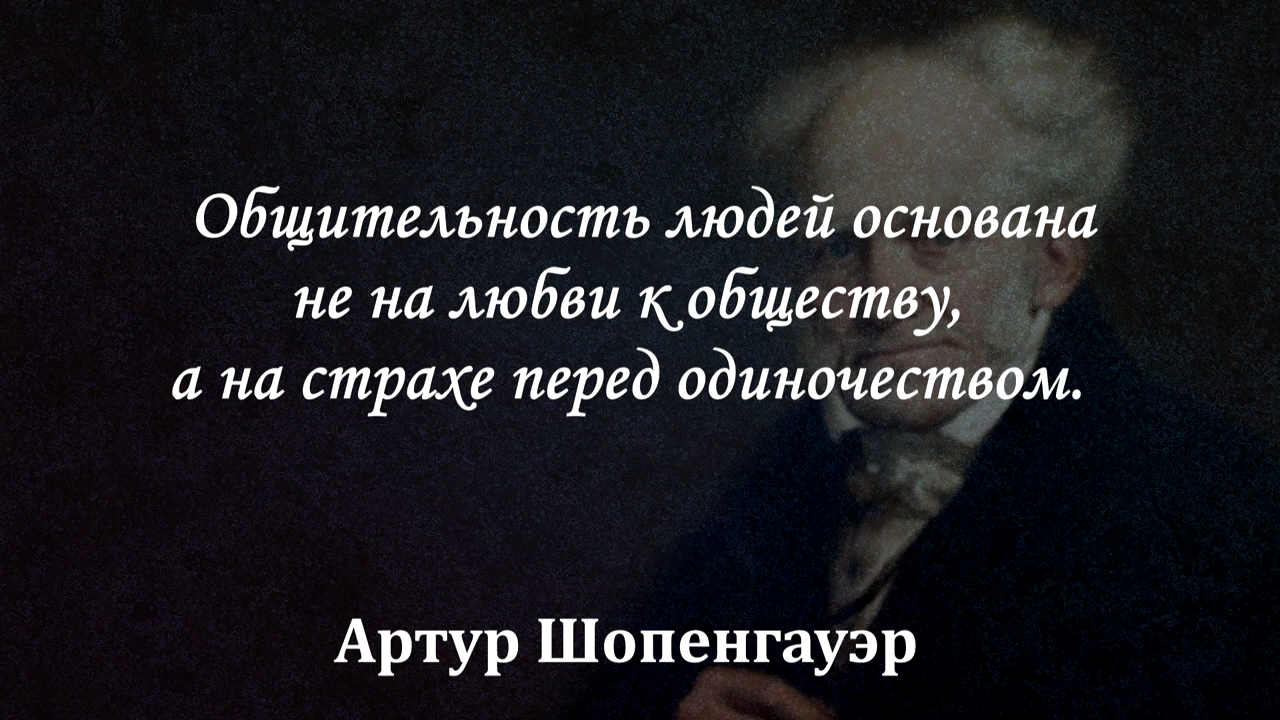 Общительность людей основана
не на любви к обществу,
а на страхе перед одиночеством.
Артур Шопенгауэр